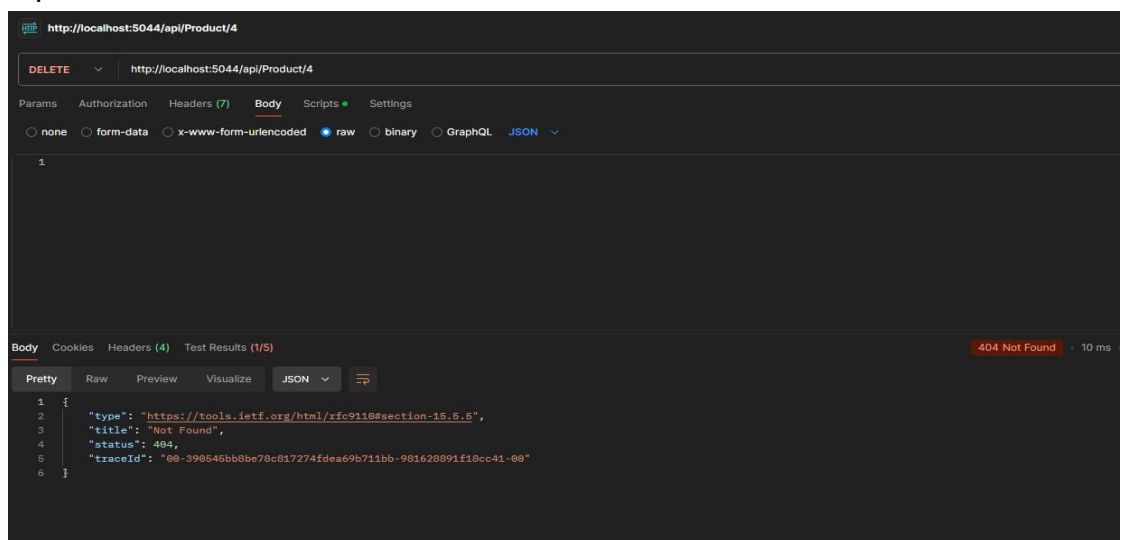 HTTP http://localhost:5044/api/Product/4
DELETE http://localhost:5044/api/Product/4
Params Authorization Headers (7) Body Scripts Settings
none form-data x-www-form-urlencoded raw binary GraphQL JSON
1
Body Cookies Headers (4) Test Results (1/5) 404 Not Found 10 ms
Pretty Raw Preview Visualize JSON
1 {
2 "type": "https://tools.ietf.org/html/rfc9110#section-15.5.5",
3 "title": "Not Found",
4 "status": 404,
5 "traceId": "00-390545bb8be78c817274fdea69b711bb-981628891f18cc41-00"
6 }